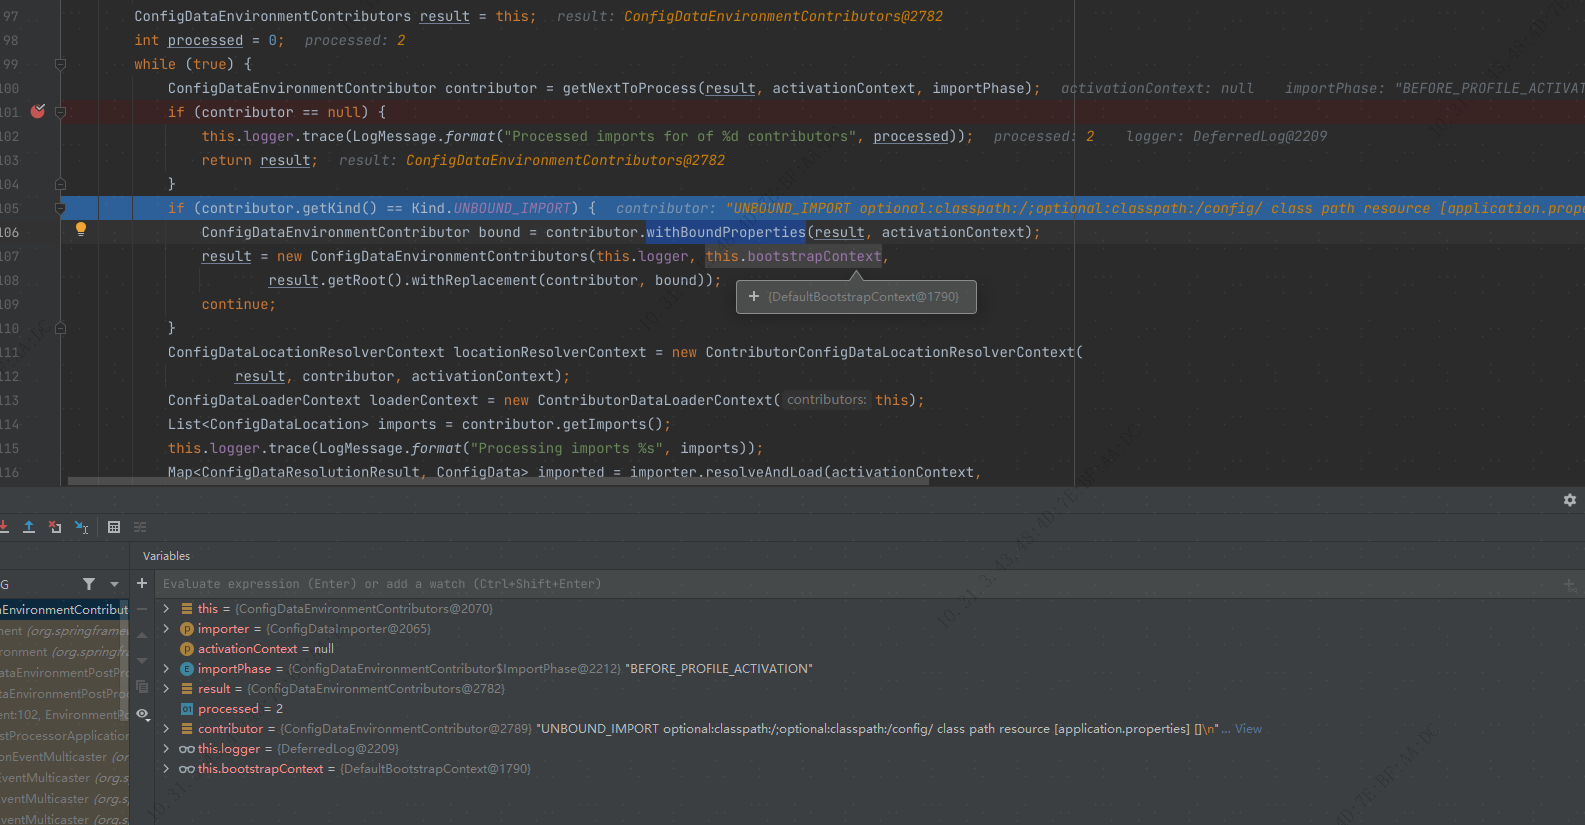 97 ConfigDataEnvironmentContributors result = this; result: ConfigDataEnvironmentContributors@2782
98 int processed = 0; processed: 2
99 while (true) {
100 ConfigDataEnvironmentContributor contributor = getNextToProcess(result, activationContext, importPhase); activationContext: null importPhase: "BEFORE_PROFILE_ACTIVAT
101 if (contributor == null) {
102 this.logger.trace(LogMessage.format("Processed imports for of %d contributors", processed)); processed: 2 logger: DeferredLog@2209
103 return result; result: ConfigDataEnvironmentContributors@2782
104 }
105 if (contributor.getKind() == Kind.UNBOUND_IMPORT) { contributor: "UNBOUND_IMPORT optional:classpath:/;optional:classpath:/config/ class path resource [application.prope
106 ConfigDataEnvironmentContributor bound = contributor.withBoundProperties(result, activationContext);
107 result = new ConfigDataEnvironmentContributors(this.logger, this.bootstrapContext,
108 result.getRoot().withReplacement(contributor, bound));
+ {DefaultBootstrapContext@1790}
109 continue;
110 }
111 ConfigDataLocationResolverContext locationResolverContext = new ContributorConfigDataLocationResolverContext(
112 result, contributor, activationContext);
113 ConfigDataLoaderContext loaderContext = new ContributorDataLoaderContext( contributors: this);
114 List<ConfigDataLocation> imports = contributor.getImports();
115 this.logger.trace(LogMessage.format("Processing imports %s", imports));
116 Map<ConfigDataResolutionResult, ConfigData> imported = importer.resolveAndLoad(activationContext,
Variables
G
Evaluate expression (Enter) or add a watch (Ctrl+Shift+Enter)
aEnvironmentContribut
ment (org.springframew
ronment (org.springfra
ataEnvironmentPostPro
taEnvironmentPostProc
ent:102, EnvironmentPo
stProcessorApplication
onEventMulticaster (or
EventMulticaster (org.s
ventMulticaster (org.sp
ventMulticaster (org.s
this = {ConfigDataEnvironmentContributors@2070}
importer = {ConfigDataImporter@2065}
activationContext = null
importPhase = {ConfigDataEnvironmentContributor$ImportPhase@2212} "BEFORE_PROFILE_ACTIVATION"
result = {ConfigDataEnvironmentContributors@2782}
processed = 2
contributor = {ConfigDataEnvironmentContributor@2789} "UNBOUND_IMPORT optional:classpath:/;optional:classpath:/config/ class path resource [application.properties] []\n"... View
this.logger = {DeferredLog@2209}
this.bootstrapContext = {DefaultBootstrapContext@1790}